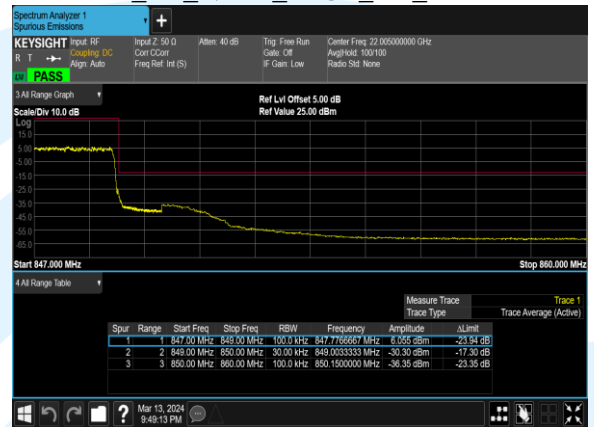 Spectrum Analyzer 1
Spurious Emissions
+
KEYSIGHT Input: RF Input Z: 50 Ω Atten: 40 dB Trig: Free Run Center Freq: 22.005000000 GHz
R T Coupling: DC Corr CCorr Gate: Off Avg|Hold: 100/100
Align: Auto Freq Ref: Int (S) IF Gain: Low Radio Std: None
LV PASS
3 All Range Graph
Ref Lvl Offset 5.00 dB
Scale/Div 10.0 dB Ref Value 25.00 dBm
Log
15.0
5.00
-5.00
-15.0
-25.0
-35.0
-45.0
-55.0
-65.0
Start 847.000 MHz Stop 860.000 MHz
4 All Range Table
Measure Trace Trace 1
Trace Type Trace Average (Active)
Spur Range Start Freq Stop Freq RBW Frequency Amplitude ΔLimit
1 1 847.00 MHz 849.00 MHz 100.0 kHz 847.7766667 MHz 6.055 dBm -23.94 dB
2 2 849.00 MHz 850.00 MHz 30.00 kHz 849.0033333 MHz -30.30 dBm -17.30 dB
3 3 850.00 MHz 860.00 MHz 100.0 kHz 850.1500000 MHz -36.35 dBm -23.35 dB
? Mar 13, 2024
9:49:13 PM